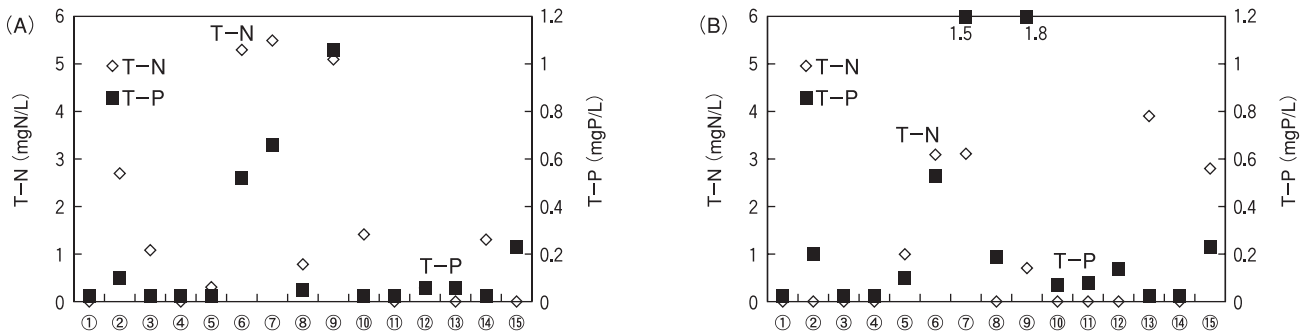 (A)
T−N (mgN/L)
6
5
4
3
2
1
0
T−N
T−P
T−N
T−P
1.2
1
0.8
0.6
0.4
0.2
0
T−P (mgP/L)
① ② ③ ④ ⑤ ⑥ ⑦ ⑧ ⑨ ⑩ ⑪ ⑫ ⑬ ⑭ ⑮
(B)
T−N (mgN/L)
6
5
4
3
2
1
0
T−N
T−P
1.5 1.8
T−N
T−P
1.2
1
0.8
0.6
0.4
0.2
0
T−P (mgP/L)
① ② ③ ④ ⑤ ⑥ ⑦ ⑧ ⑨ ⑩ ⑪ ⑫ ⑬ ⑭ ⑮